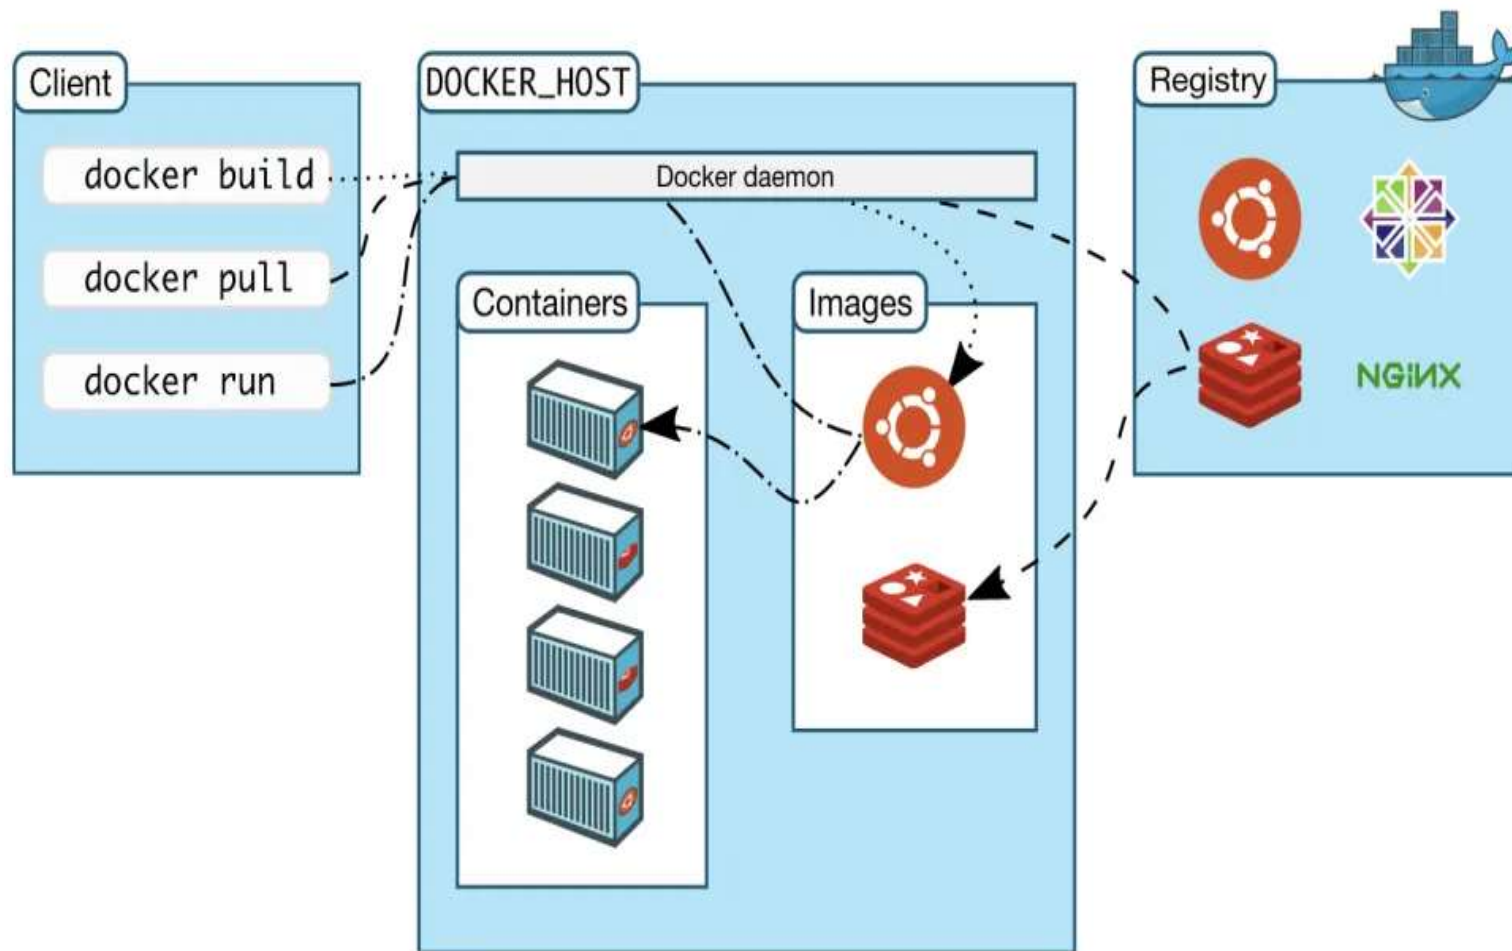 Client
docker build
docker pull
docker run
DOCKER_HOST
Docker daemon
Containers
Images
Registry
NGiNX